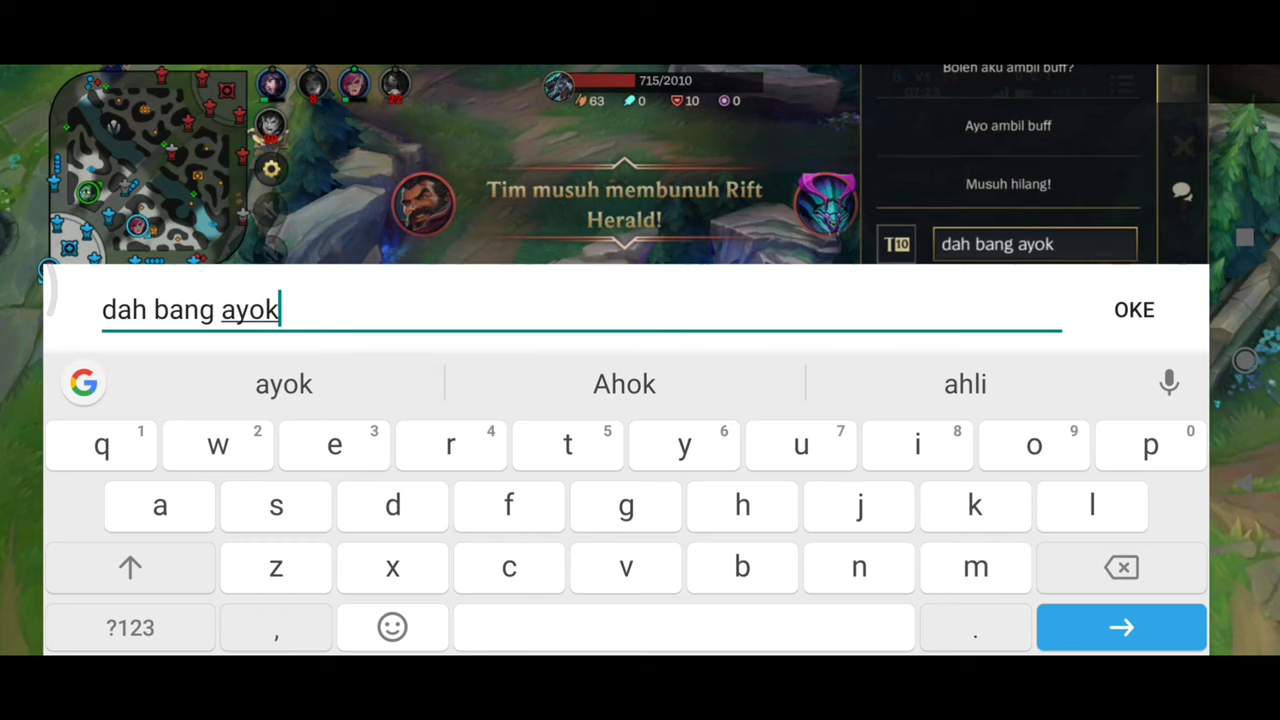 Boleh aku ambil buff?
715/2010
63 0 10 0
Ayo ambil buff
Tim musuh membunuh Rift
Herald!
Musuh hilang!
T10 dah bang ayok
dah bang ayok OKE
G ayok Ahok ahli
q 1 w 2 e 3 r 4 t 5 y 6 u 7 i 8 o 9 p 0
a s d f g h j k l
z x c v b n m
?123 , .